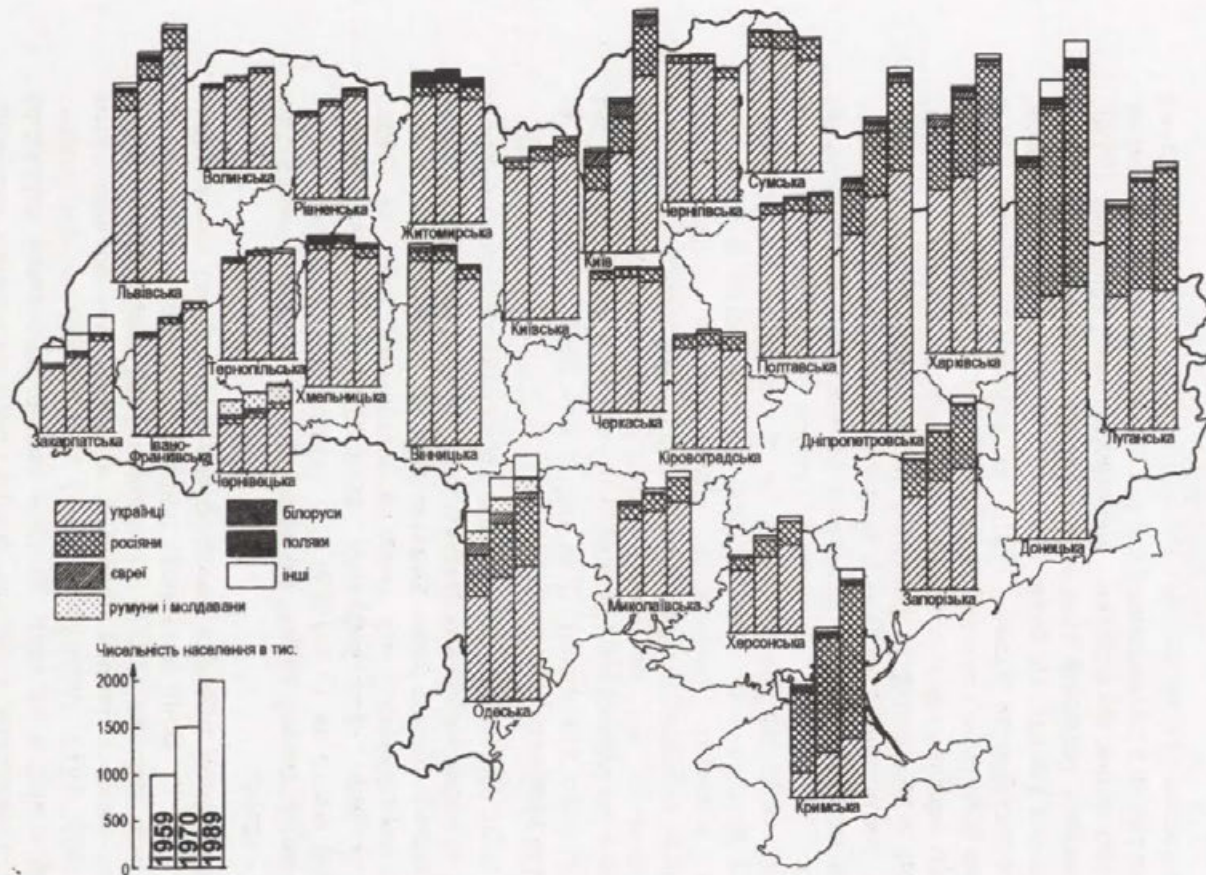 Львівська
Волинська
Рівненська
Житомирська
Київська
Київ
Чернігівська
Сумська
Закарпатська
Івано-
Франківська
Тернопільська
Чернівецька
Хмельницька
Вінницька
Черкаська
Кіровоградська
Полтавська
Дніпропетровська
Харківська
Донецька
Луганська
Одеська
Миколаївська
Херсонська
Запорізька
Кримська
українці
росіяни
євреї
румуни і молдавани
білоруси
поляки
інші
Чисельність населення в тис.
2000
1500
1000
500
0
1959
1970
1989